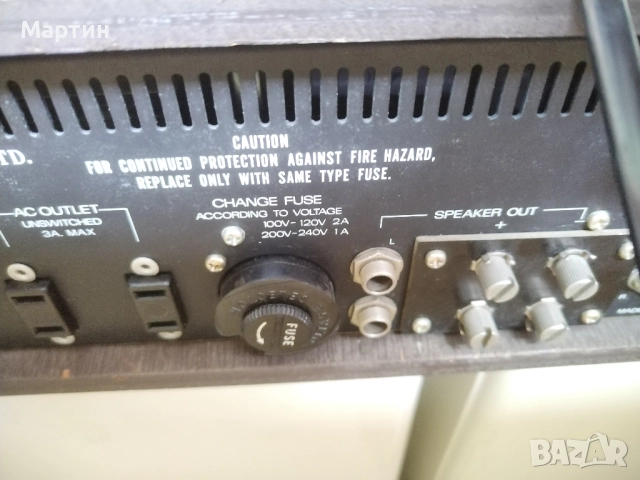 Мартин
TD.
CAUTION
FOR CONTINUED PROTECTION AGAINST FIRE HAZARD,
REPLACE ONLY WITH SAME TYPE FUSE.
AC OUTLET
UNSWITCHED
3A. MAX
CHANGE FUSE
ACCORDING TO VOLTAGE
100V-120V 2A
200V-240V 1A
L
SPEAKER OUT
+
FUSE
R
MADE
BAZAR